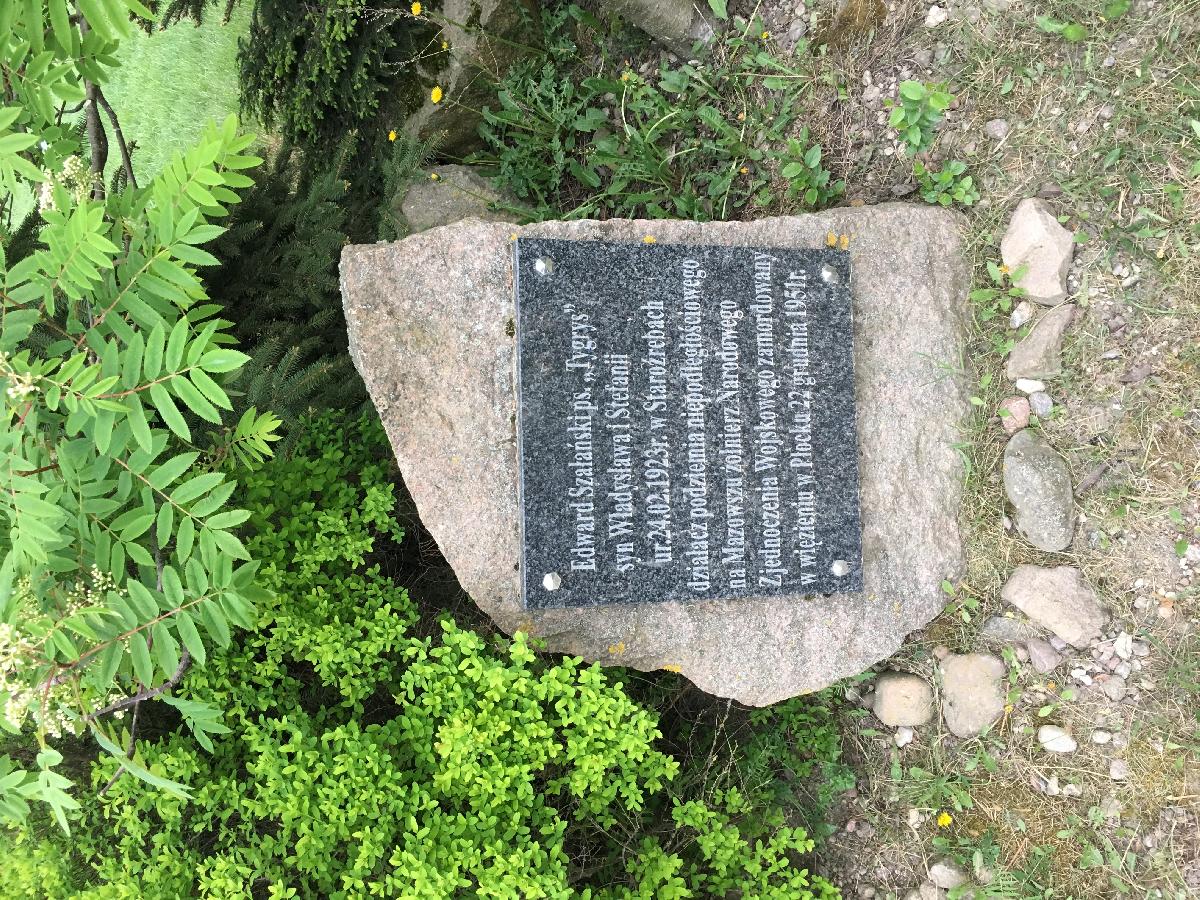 Edward Szałański ps. „Tygrys”
syn Władysława i Stefanii
(ur 24.02.1923r. w Staroźrebach
działacz podziemia niepodległościowego
na Mazowszu żołnierz Narodowego
Zjednoczenia Wojskowego zamordowany
w więzieniu w Płocku 22 grudnia 1951r.